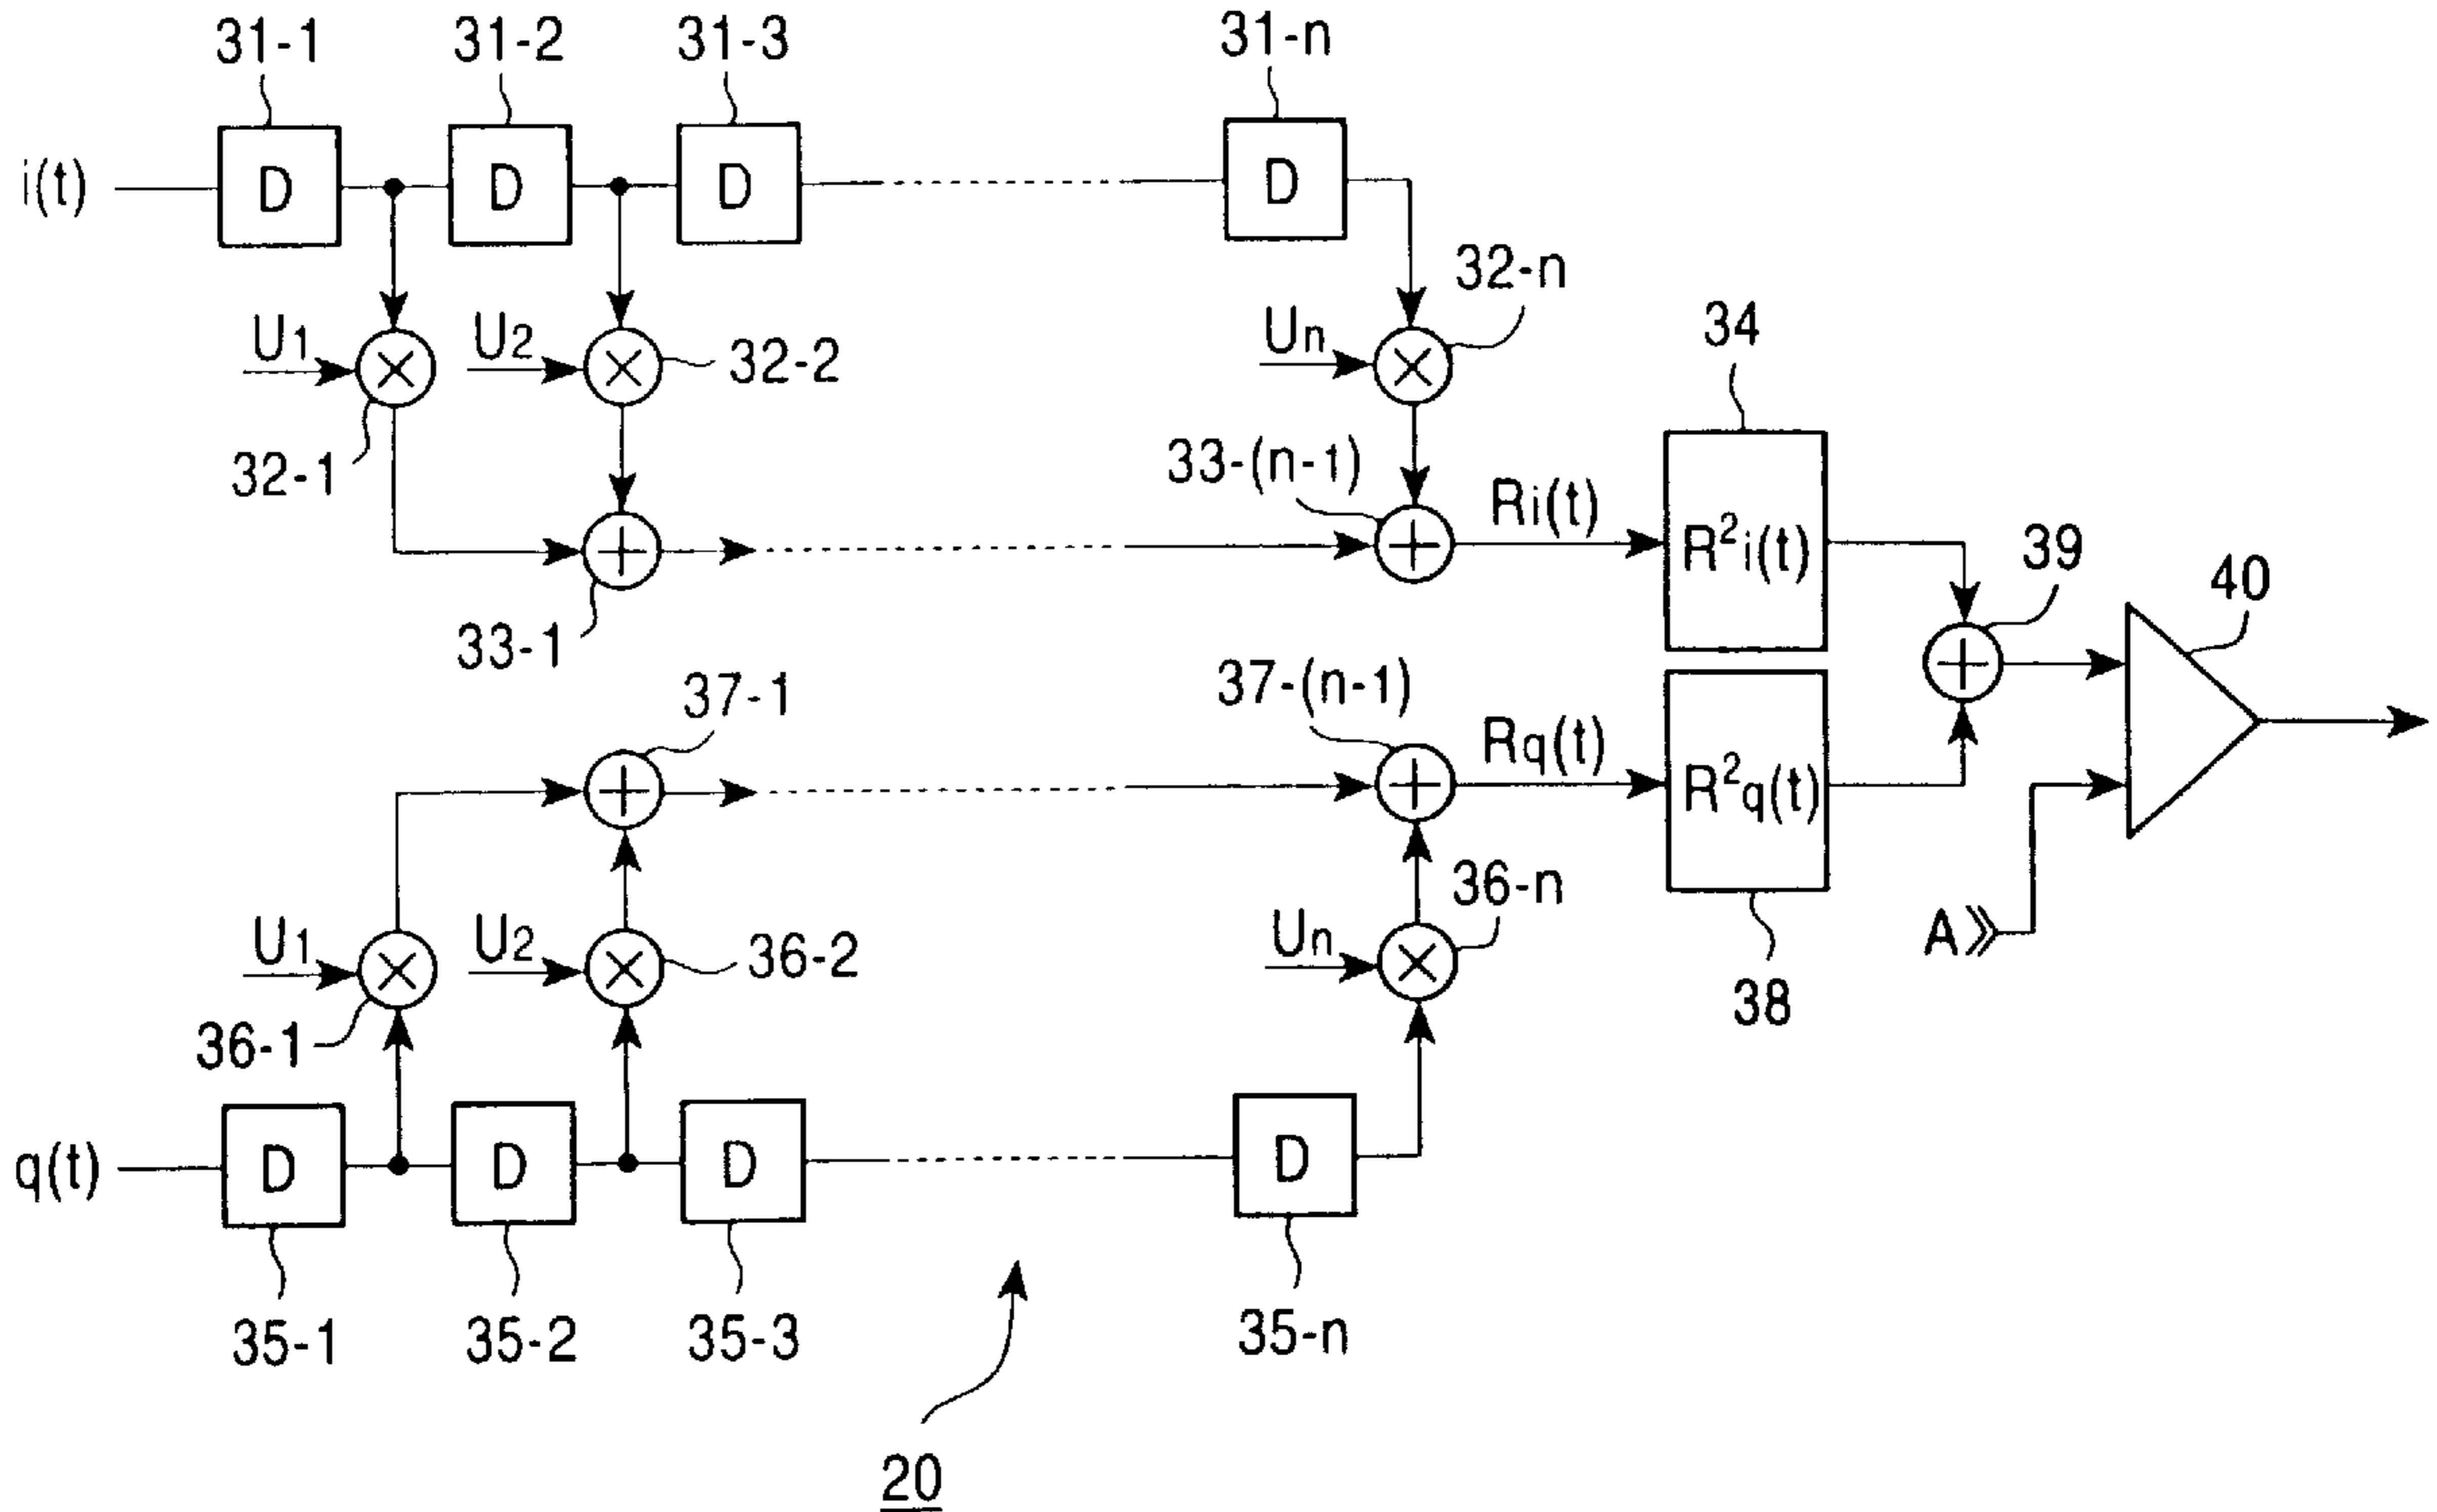 31-1 31-2 31-3 31-n
i(t) D D D D
32-n
U1 U2 32-2 Un 34
32-1 33-(n-1) Ri(t) R²i(t) 39 40
33-1
37-1 37-(n-1) Rq(t) R²q(t)
36-n
U1 U2 36-2 Un A
36-1 38
q(t) D D D D
35-1 35-2 35-3 35-n
20